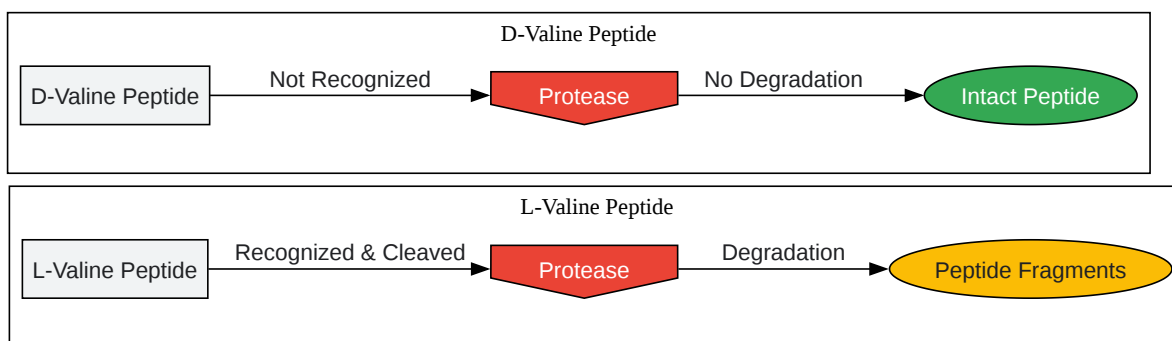 D-Valine Peptide
D-Valine Peptide
Not Recognized
Protease
No Degradation
Intact Peptide
L-Valine Peptide
L-Valine Peptide
Recognized & Cleaved
Protease
Degradation
Peptide Fragments